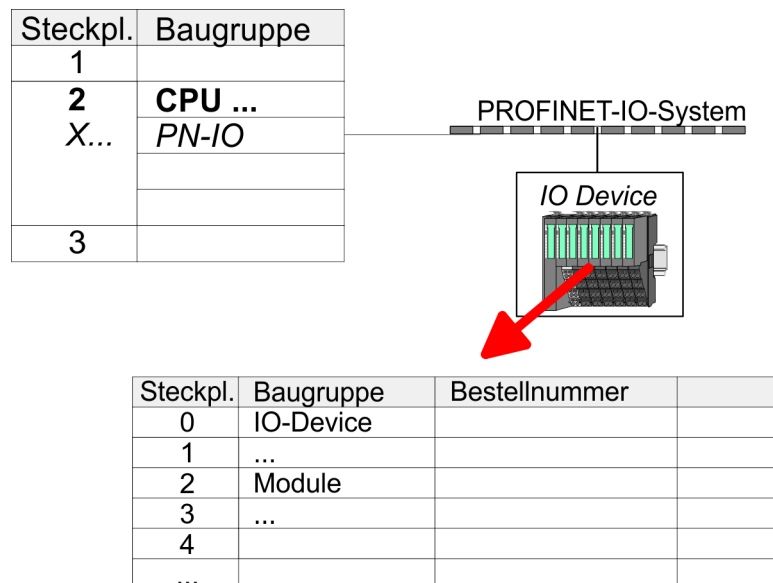 Steckpl. Baugruppe
1
2 CPU ...
X... PN-IO
3
PROFINET-IO-System
IO Device
Steckpl. Baugruppe Bestellnummer
0 IO-Device
1 ...
2 Module
3 ...
4
...